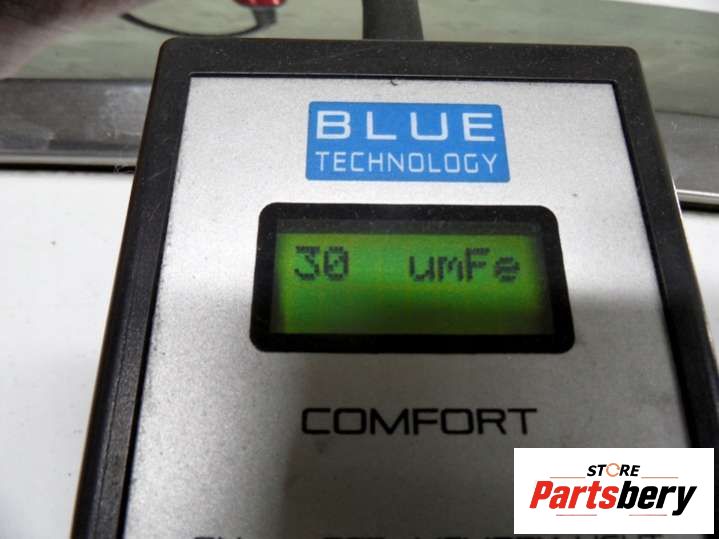 BLUE
TECHNOLOGY
30 umFe
COMFORT
STORE
Partsbery